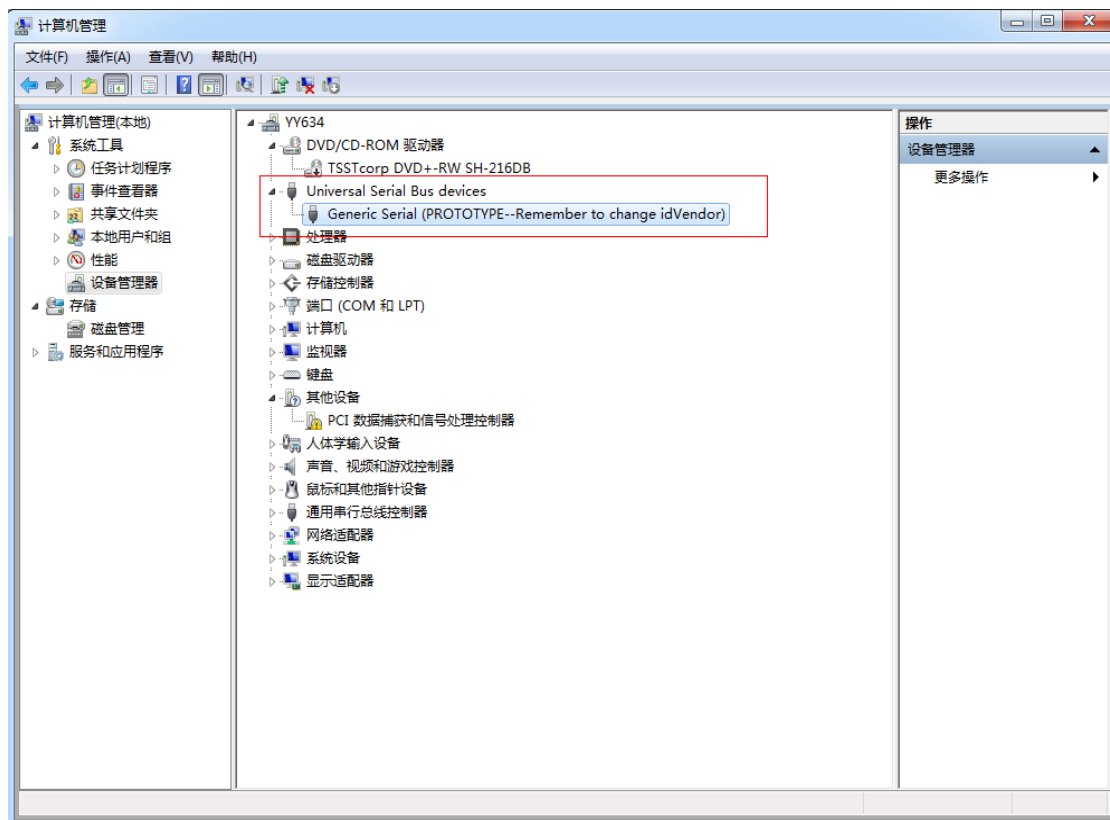 计算机管理
文件(F) 操作(A) 查看(V) 帮助(H)
计算机管理(本地)
系统工具
任务计划程序
事件查看器
共享文件夹
本地用户和组
性能
设备管理器
存储
磁盘管理
服务和应用程序
YY634
DVD/CD-ROM 驱动器
TSSTcorp DVD+-RW SH-216DB
Universal Serial Bus devices
Generic Serial (PROTOTYPE--Remember to change idVendor)
处理器
磁盘驱动器
存储控制器
端口 (COM 和 LPT)
计算机
监视器
键盘
其他设备
PCI 数据捕获和信号处理控制器
人体学输入设备
声音、视频和游戏控制器
鼠标和其他指针设备
通用串行总线控制器
网络适配器
系统设备
显示适配器
操作
设备管理器
更多操作